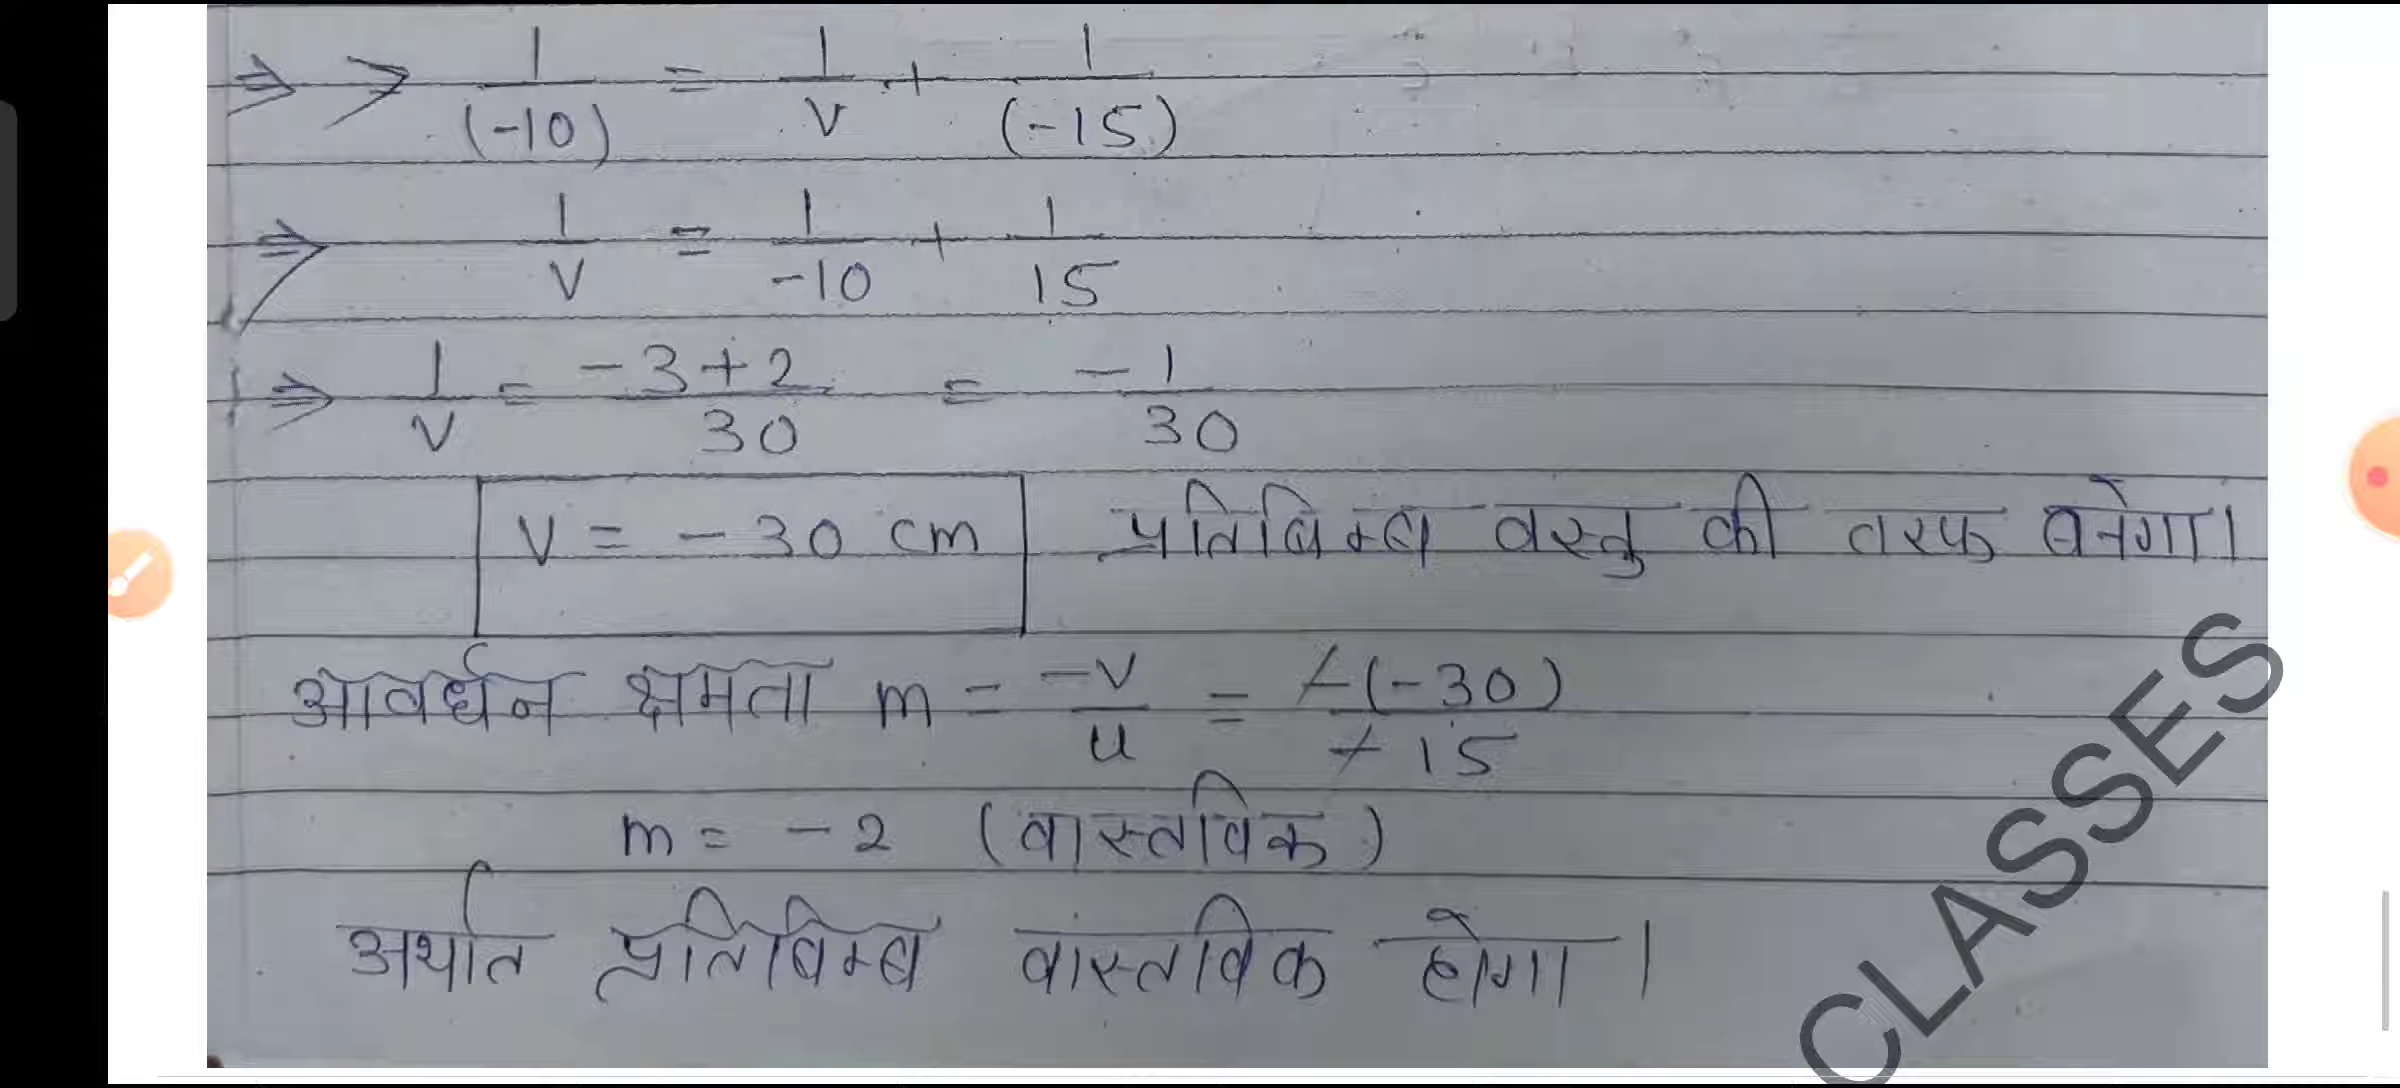 ⇒ > 1/(-10) = 1/v + 1/(-15)
⇒ 1/v = 1/-10 + 1/15
⇒ 1/v = -3+2/30 = -1/30
v = -30 cm प्रतिबिम्ब वस्तु की तरफ बनेगा।
आवर्धन क्षमता m = -v/u = -(-30)/-15
m = -2 (वास्तविक)
अर्थात प्रतिबिम्ब वास्तविक होगा।
CLASSES